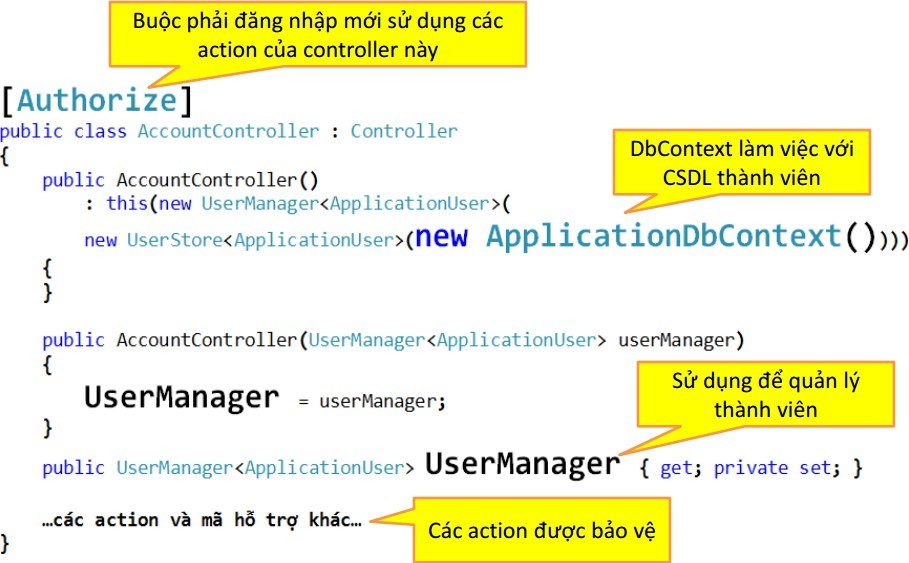 Buộc phải đăng nhập mới sử dụng các
action của controller này
[Authorize]
public class AccountController : Controller
{
DbContext làm việc với
CSDL thành viên
public AccountController()
: this(new UserManager<ApplicationUser>(
new UserStore<ApplicationUser>(new ApplicationDbContext())))
{
}
public AccountController(UserManager<ApplicationUser> userManager)
{
Sử dụng để quản lý
thành viên
UserManager = userManager;
}
public UserManager<ApplicationUser> UserManager { get; private set; }
…các action và mã hỗ trợ khác…
Các action được bảo vệ
}